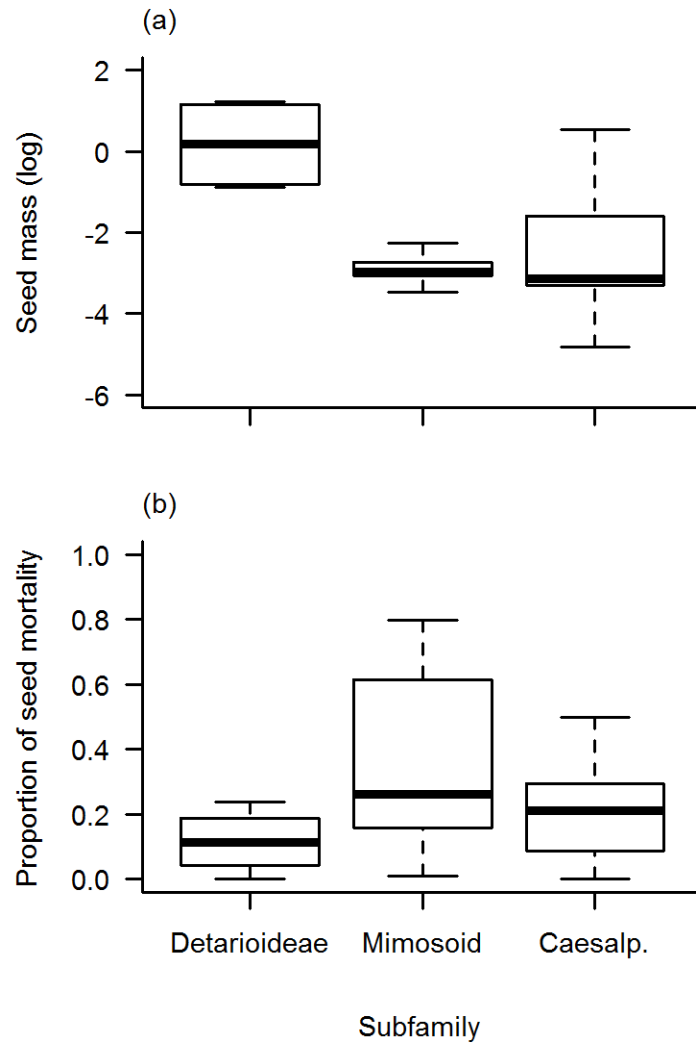 (a)
Seed mass (log)
2
0
-2
-4
-6
(b)
Proportion of seed mortality
1.0
0.8
0.6
0.4
0.2
0.0
Detarioideae Mimosoid Caesalp.
Subfamily